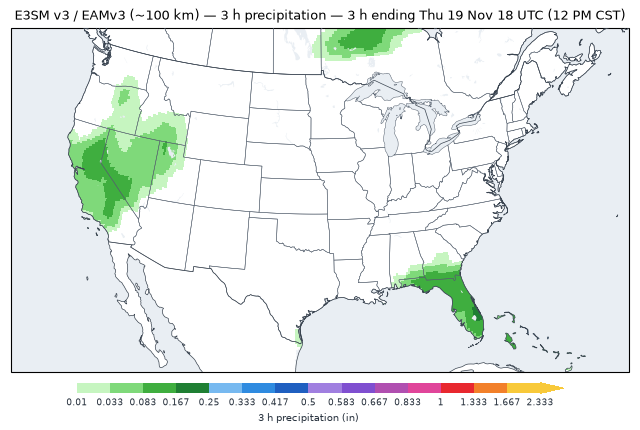 E3SM v3 / EAMv3 (~100 km) — 3 h precipitation — 3 h ending Thu 19 Nov 18 UTC (12 PM CST)
0.01 0.033 0.083 0.167 0.25 0.333 0.417 0.5 0.583 0.667 0.833 1 1.333 1.667 2.333
3 h precipitation (in)